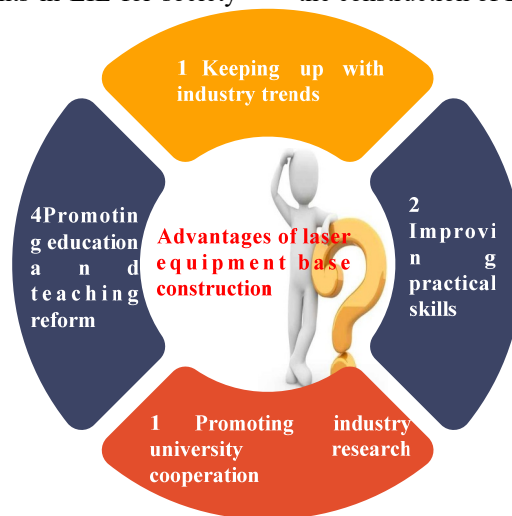 1 Keeping up with
industry trends
4Promotin
g education
a n d
teaching
reform
Advantages of laser
equipment base
construction
2
Improvi
n g
practical
skills
1 Promoting industry
university research
cooperation